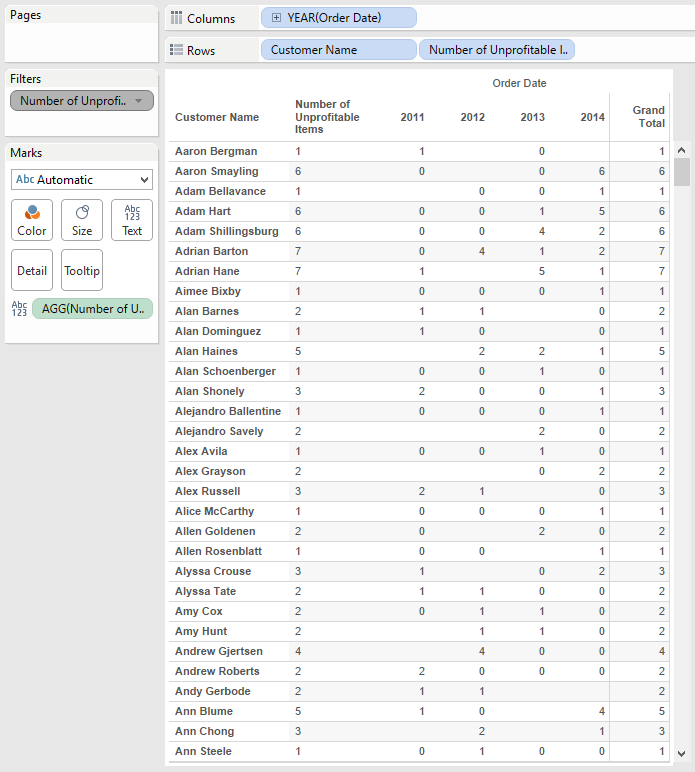 Pages
Columns YEAR(Order Date)
Rows Customer Name Number of Unprofitable I..
Filters
Number of Unprofi..
Marks
Abc Automatic
Color Size Abc 123 Text
Detail Tooltip
Abc 123 AGG(Number of U..
Order Date
Customer Name Number of Unprofitable Items 2011 2012 2013 2014 Grand Total
Aaron Bergman 1 1 0 1
Aaron Smayling 6 0 0 6 6
Adam Bellavance 1 0 0 1 1
Adam Hart 6 0 0 1 5 6
Adam Shillingsburg 6 0 0 4 2 6
Adrian Barton 7 0 4 1 2 7
Adrian Hane 7 1 5 1 7
Aimee Bixby 1 0 0 0 1 1
Alan Barnes 2 1 1 0 2
Alan Dominguez 1 1 0 0 1
Alan Haines 5 2 2 1 5
Alan Schoenberger 1 0 0 1 0 1
Alan Shonely 3 2 0 0 1 3
Alejandro Ballentine 1 0 0 0 1 1
Alejandro Savely 2 2 0 2
Alex Avila 1 0 0 1 0 1
Alex Grayson 2 0 2 2
Alex Russell 3 2 1 0 3
Alice McCarthy 1 0 0 0 1 1
Allen Goldenen 2 0 2 0 2
Allen Rosenblatt 1 0 0 1 1
Alyssa Crouse 3 1 0 2 3
Alyssa Tate 2 1 1 0 0 2
Amy Cox 2 0 1 1 0 2
Amy Hunt 2 1 1 0 2
Andrew Gjertsen 4 4 0 0 4
Andrew Roberts 2 2 0 0 0 2
Andy Gerbode 2 1 1 2
Ann Blume 5 1 0 4 5
Ann Chong 3 2 1 3
Ann Steele 1 0 1 0 0 1